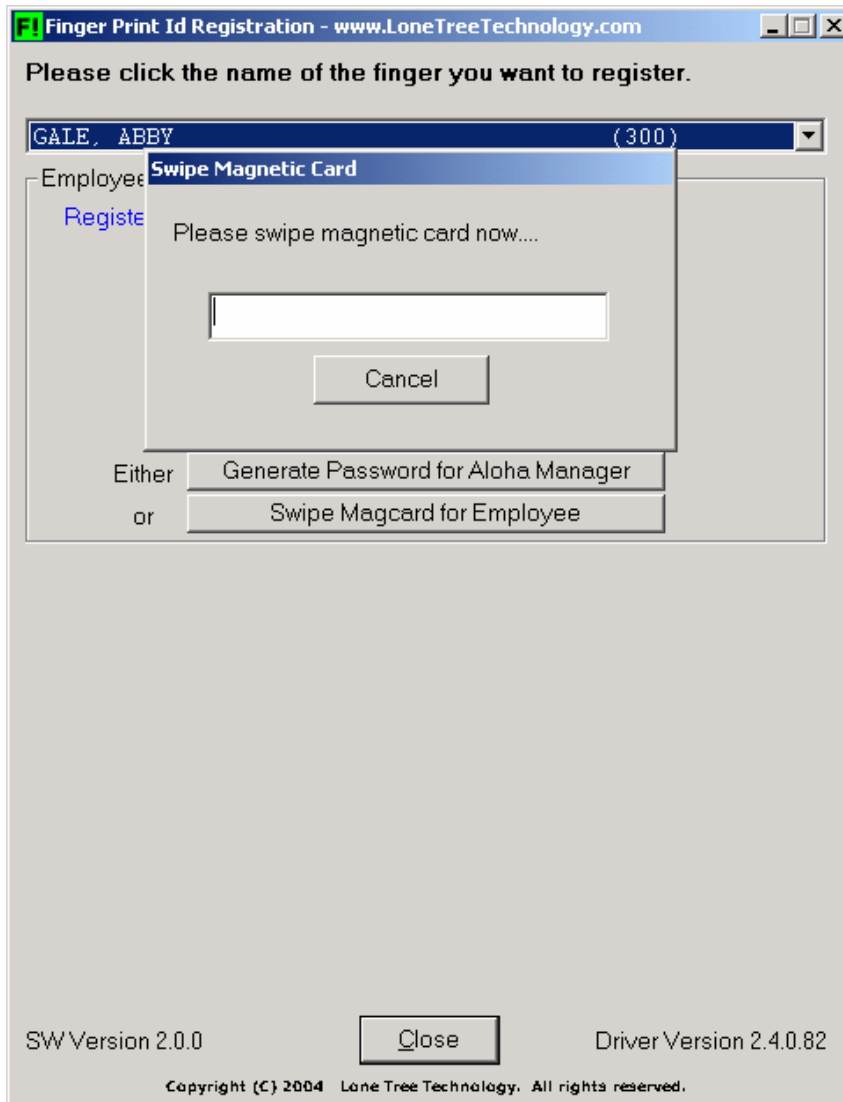 F! Finger Print Id Registration - www.LoneTreeTechnology.com
Please click the name of the finger you want to register.
GALE, ABBY (300)
Employee
Swipe Magnetic Card
Registe
Please swipe magnetic card now....
Cancel
Either Generate Password for Aloha Manager
or Swipe Magcard for Employee
SW Version 2.0.0 Close Driver Version 2.4.0.82
Copyright (C) 2004 Lone Tree Technology. All rights reserved.